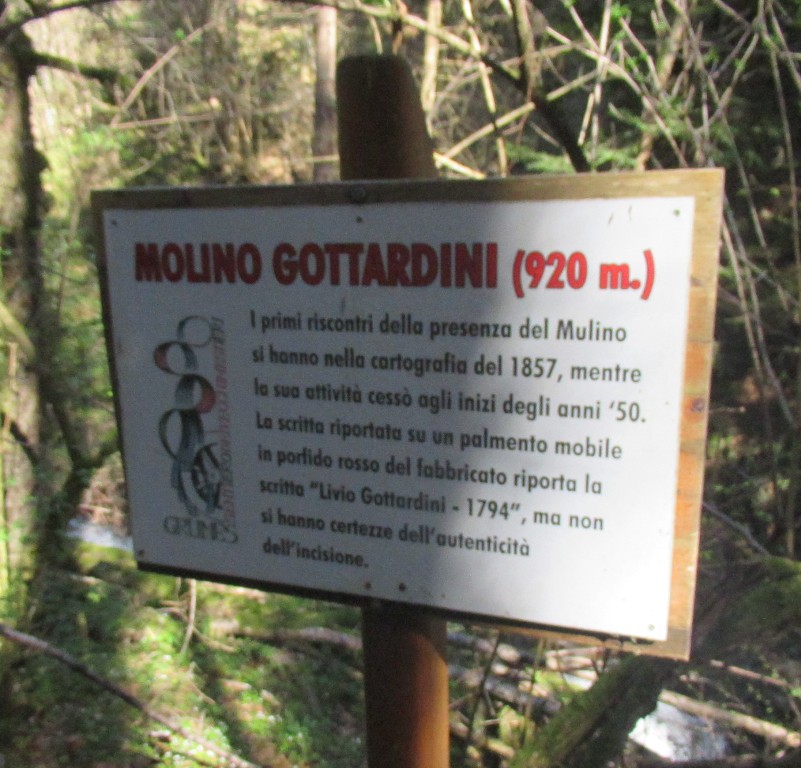 MOLINO GOTTARDINI (920 m.)
I primi riscontri della presenza del Mulino
si hanno nella cartografia del 1857, mentre
la sua attività cessò agli inizi degli anni '50.
La scritta riportata su un palmento mobile
in porfido rosso del fabbricato riporta la
scritta "Livio Gottardini - 1794", ma non
si hanno certezze dell'autenticità
dell'incisione.
GRUMES